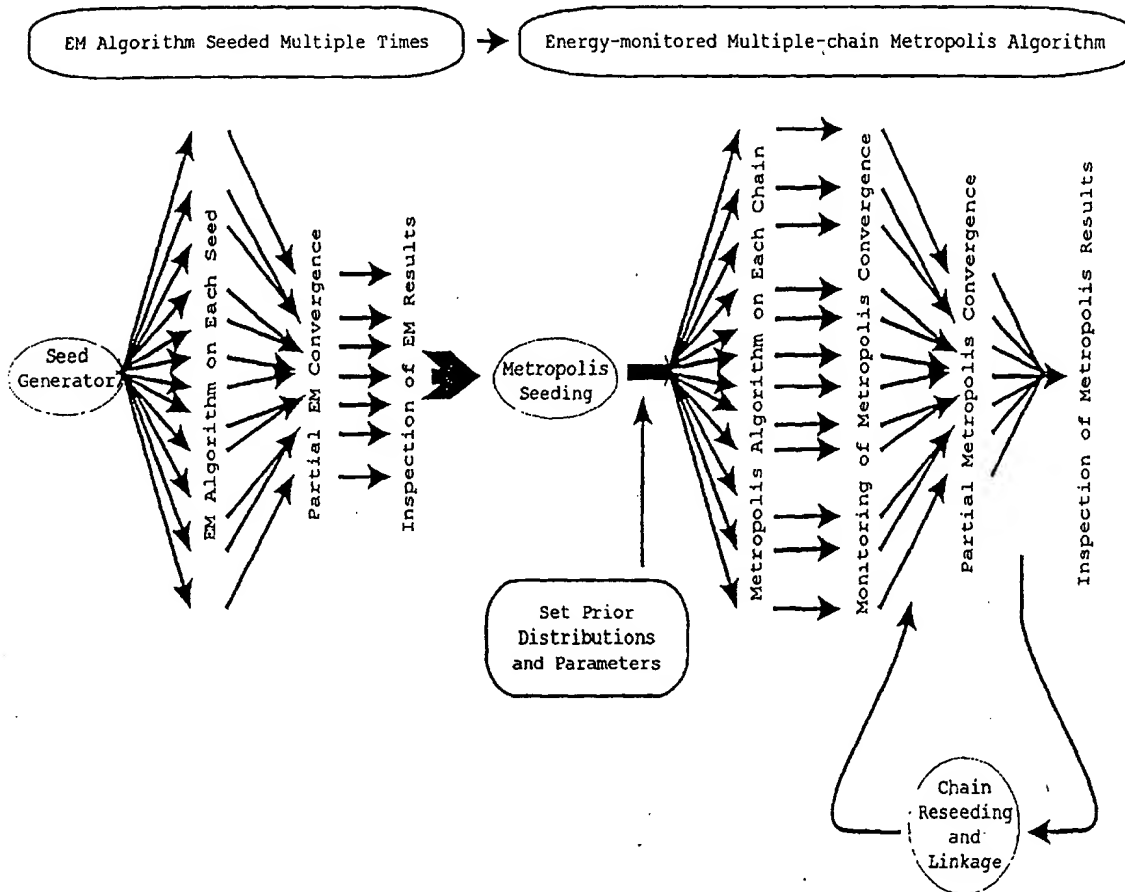 EM Algorithm Seeded Multiple Times
Energy-monitored Multiple-chain Metropolis Algorithm
Seed
Generator
EM Algorithm on Each Seed
Partial EM Convergence
Inspection of EM Results
Metropolis
Seeding
Set Prior
Distributions
and Parameters
Metropolis Algorithm on Each Chain
Monitoring of Metropolis Convergence
Partial Metropolis Convergence
Inspection of Metropolis Results
Chain
Reseeding
and
Linkage